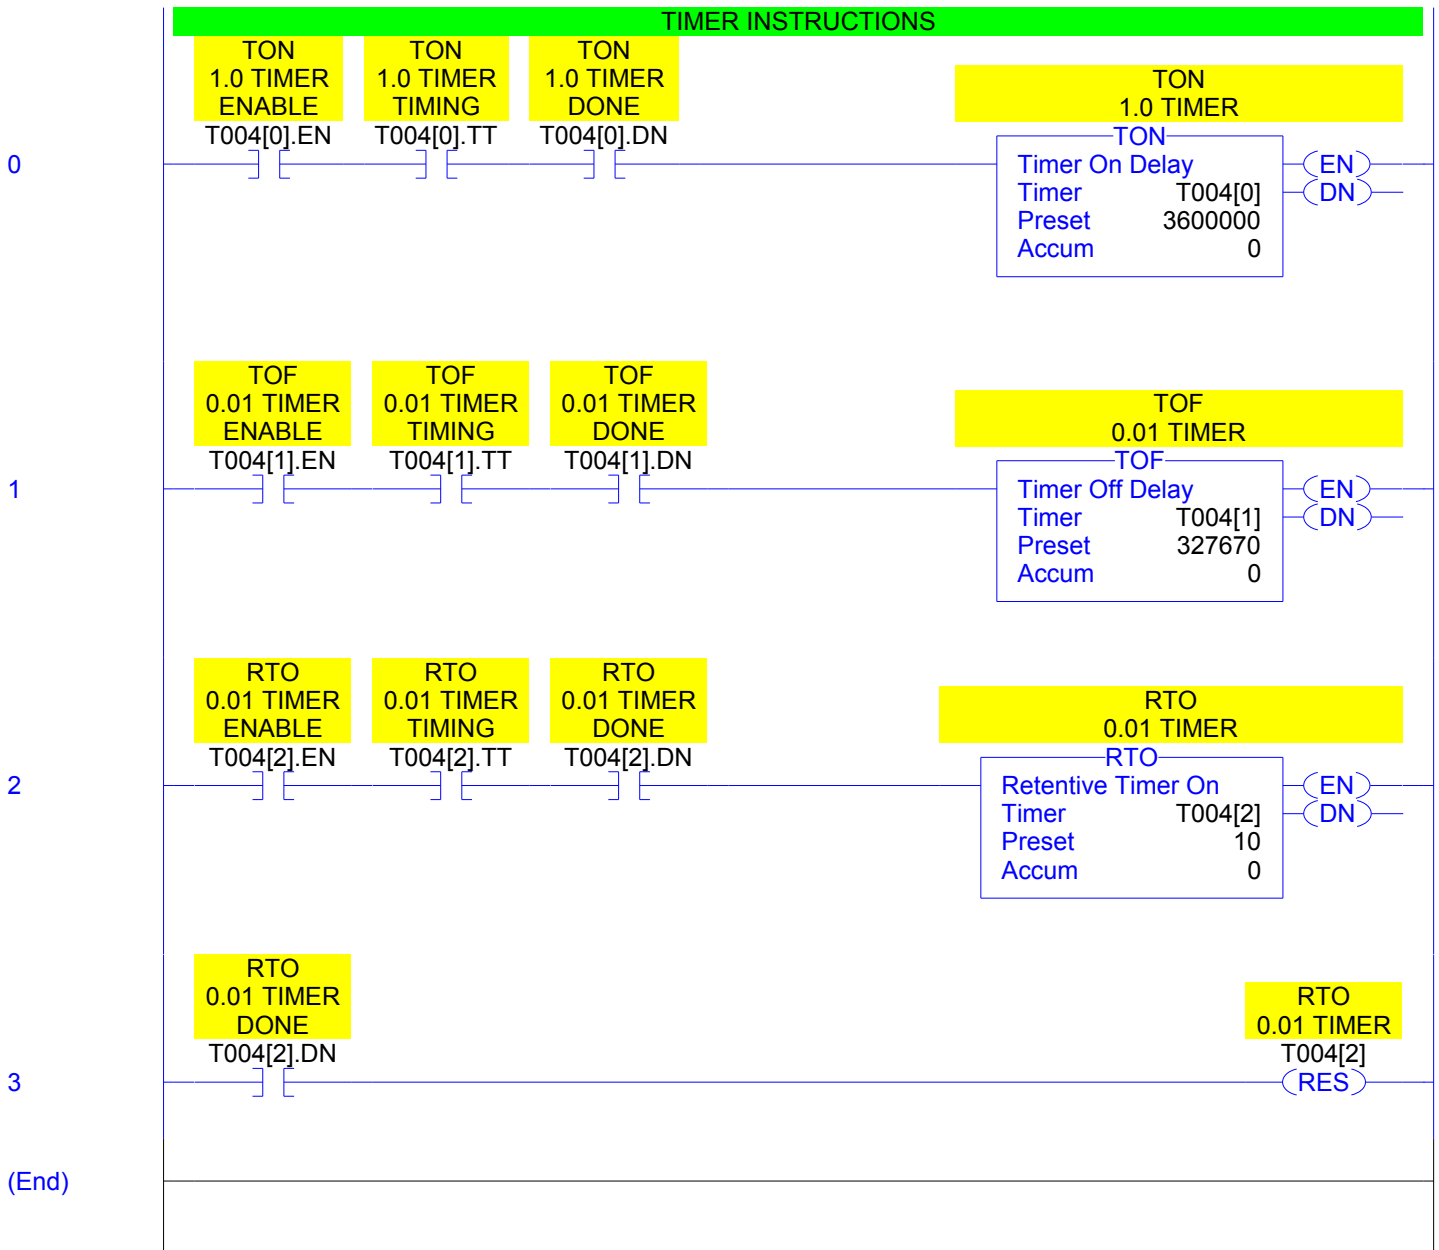 TIMER INSTRUCTIONS
TON
1.0 TIMER
ENABLE
T004[0].EN
TON
1.0 TIMER
TIMING
T004[0].TT
TON
1.0 TIMER
DONE
T004[0].DN
TON
1.0 TIMER
0
TON
Timer On Delay
Timer T004[0]
Preset 3600000
Accum 0
EN
DN
TOF
0.01 TIMER
ENABLE
T004[1].EN
TOF
0.01 TIMER
TIMING
T004[1].TT
TOF
0.01 TIMER
DONE
T004[1].DN
TOF
0.01 TIMER
1
TOF
Timer Off Delay
Timer T004[1]
Preset 327670
Accum 0
EN
DN
RTO
0.01 TIMER
ENABLE
T004[2].EN
RTO
0.01 TIMER
TIMING
T004[2].TT
RTO
0.01 TIMER
DONE
T004[2].DN
RTO
0.01 TIMER
2
RTO
Retentive Timer On
Timer T004[2]
Preset 10
Accum 0
EN
DN
RTO
0.01 TIMER
DONE
T004[2].DN
RTO
0.01 TIMER
T004[2]
3
RES
(End)